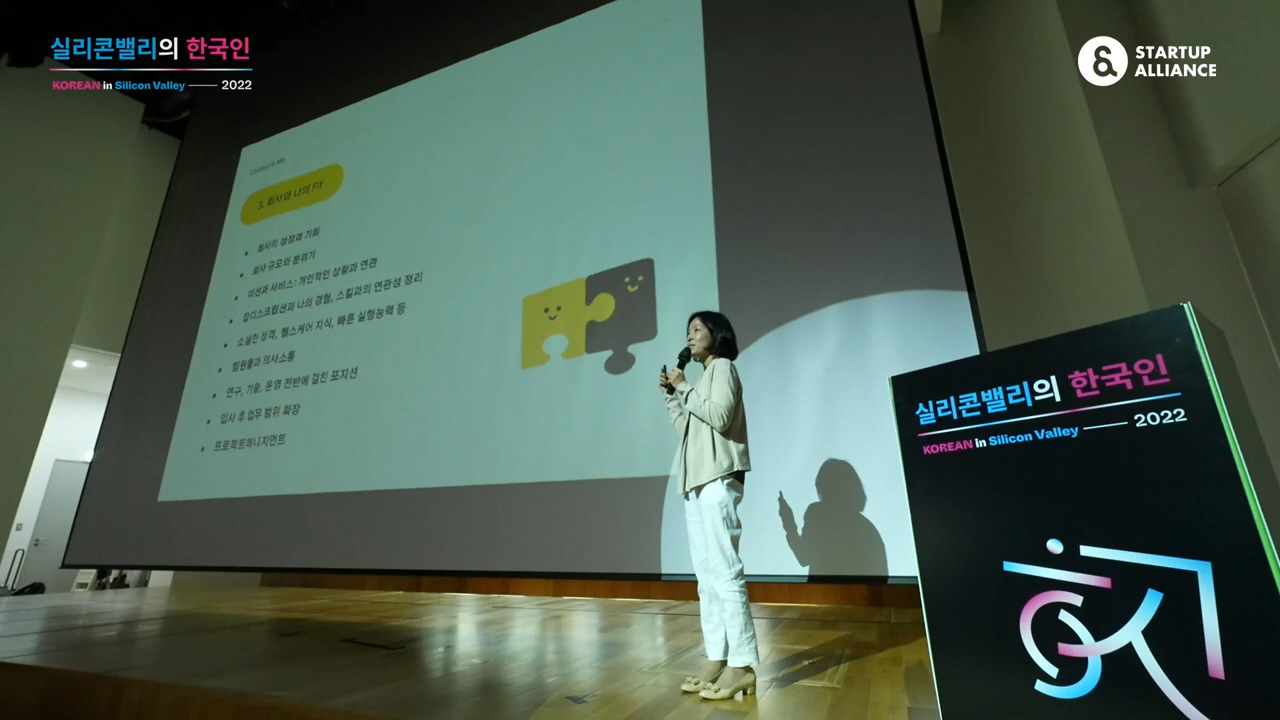 실리콘밸리의 한국인
KOREAN in Silicon Valley 2022
STARTUP
ALLIANCE
3. 회사와 나의 Fit
회사의 성장과 기회
회사 규모와 분위기
미션과 서비스: 개인적인 상황과 연관
잡디스크립션과 나의 경험, 스킬과의 연관성 정리
소셜한 성격, 헬스케어 지식, 빠른 실행능력 등
팀원들과 의사소통
연구, 기술, 운영 전반에 걸친 포지션
입사 후 업무 범위 확장
프로젝트매니지먼트
실리콘밸리의 한국인
KOREAN in Silicon Valley 2022